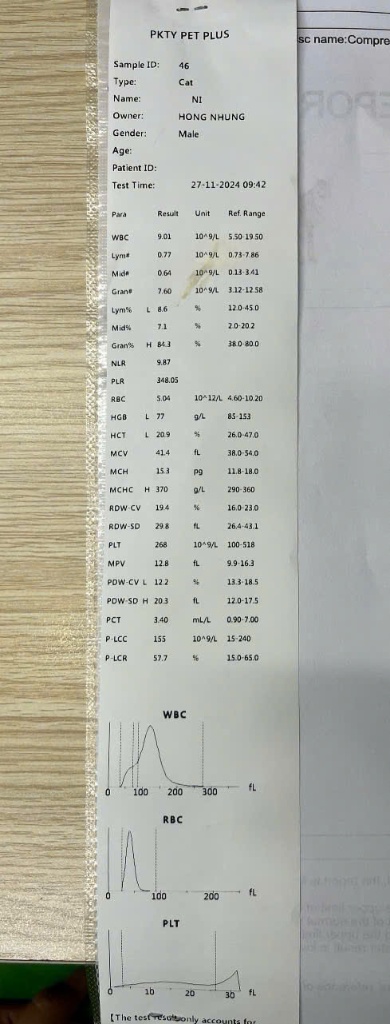 sc name:Compre
PKTY PET PLUS
Sample ID: 46
Type: Cat
Name: NI
Owner: HONG NHUNG
Gender: Male
Age:
Patient ID:
Test Time: 27-11-2024 09:42
Para Result Unit Ref. Range
WBC 9.01 10^9/L 5.50-19.50
Lym# 0.77 10^9/L 0.73-7.86
Mid# 0.64 10^9/L 0.13-3.41
Gran# 7.60 10^9/L 3.12-12.58
Lym% L 8.6 % 12.0-45.0
Mid% 7.1 % 2.0-20.2
Gran% H 84.3 % 38.0-80.0
NLR 9.87
PLR 348.05
RBC 5.04 10^12/L 4.60-10.20
HGB L 77 g/L 85-153
HCT L 20.9 % 26.0-47.0
MCV 41.4 fL 38.0-54.0
MCH 15.3 pg 11.8-18.0
MCHC H 370 g/L 290-360
RDW-CV 19.4 % 16.0-23.0
RDW-SD 29.8 fL 26.4-43.1
PLT 268 10^9/L 100-518
MPV 12.8 fL 9.9-16.3
PDW-CV L 12.2 % 13.3-18.5
PDW-SD H 20.3 fL 12.0-17.5
PCT 3.40 mL/L 0.90-7.00
P-LCC 155 10^9/L 15-240
P-LCR 57.7 % 15.0-65.0
WBC
0 100 200 300 fL
RBC
0 100 200 fL
PLT
0 10 20 30 fL
[The test results only accounts for